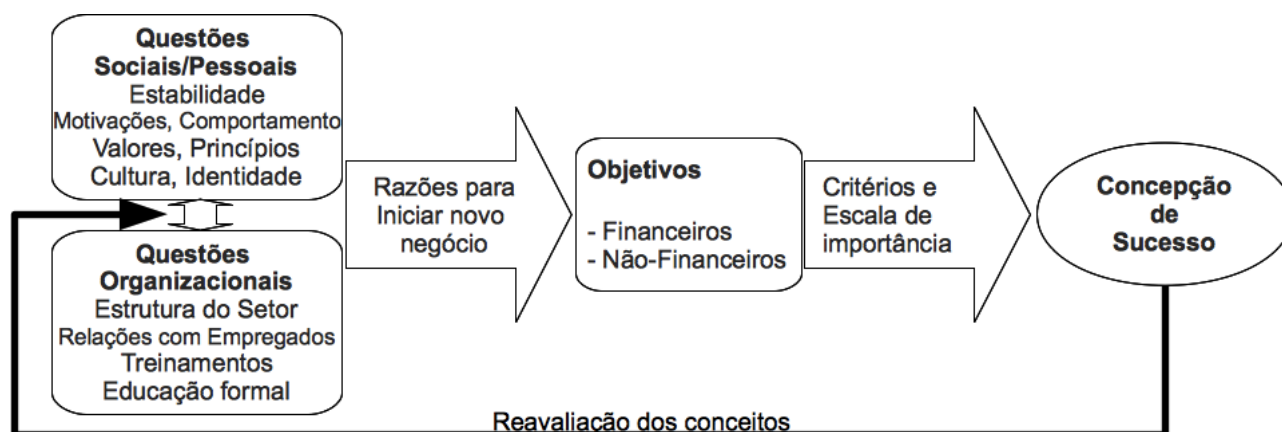 Questões
Sociais/Pessoais
Estabilidade
Motivações, Comportamento
Valores, Princípios
Cultura, Identidade
Questões
Organizacionais
Estrutura do Setor
Relações com Empregados
Treinamentos
Educação formal
Razões para
Iniciar novo
negócio
Objetivos
- Financeiros
- Não-Financeiros
Critérios e
Escala de
importância
Concepção
de
Sucesso
Reavaliação dos conceitos